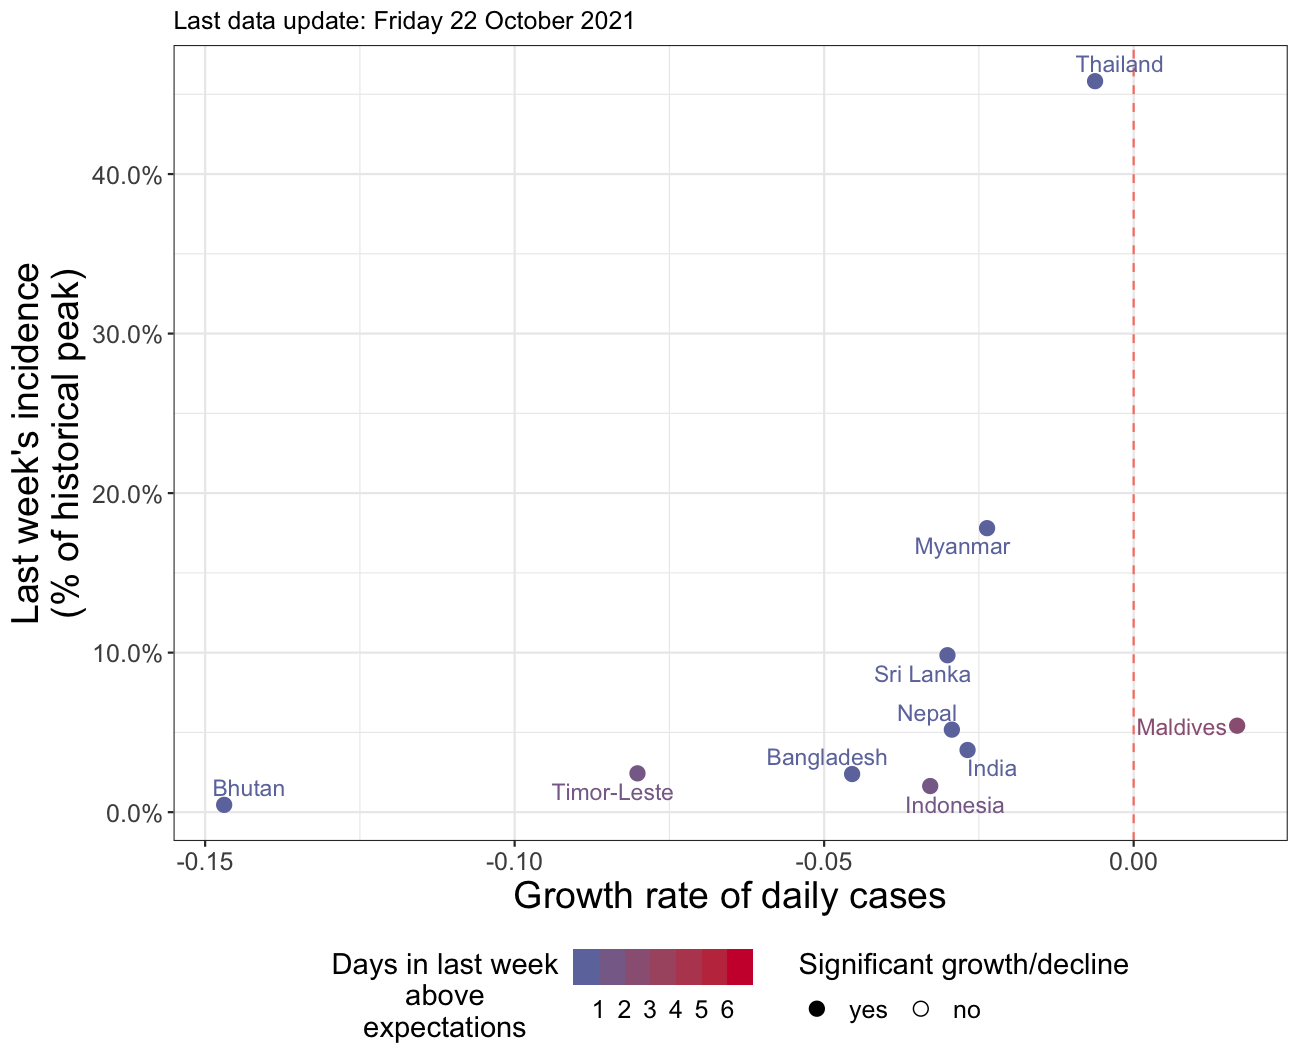 Last data update: Friday 22 October 2021
Thailand
40.0%
30.0%
20.0%
10.0%
0.0%
Last week's incidence
(% of historical peak)
Myanmar
Sri Lanka
Nepal
Maldives
Bangladesh
India
Bhutan
Timor-Leste
Indonesia
-0.15
-0.10
-0.05
0.00
Growth rate of daily cases
Days in last week
above
expectations
1 2 3 4 5 6
Significant growth/decline
yes
no